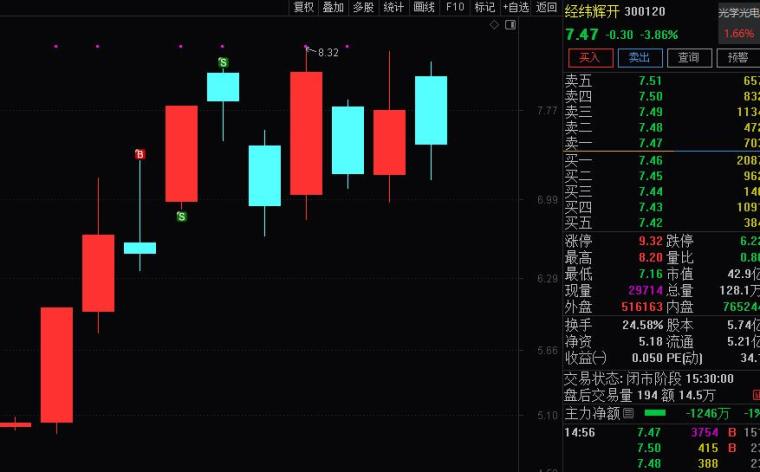 复权 叠加 多股 统计 画线 F10 标记 +自选 返回
经纬辉开 300120
光学光电
7.47 -0.30 -3.86%
1.66%
买入 卖出 查询 预警
卖五 7.51 657
卖四 7.50 832
卖三 7.49 1134
卖二 7.48 472
卖一 7.47 703
买一 7.46 2087
买二 7.45 962
买三 7.44 140
买四 7.43 1091
买五 7.42 384
涨停 9.32 跌停 6.22
最高 8.20 量比 0.80
最低 7.16 市值 42.9亿
现量 29714 总量 128.1万
外盘 516163 内盘 765244
换手 24.58% 股本 5.74亿
净资 5.18 流通 5.21亿
收益㈠ 0.050 PE(动) 34.
交易状态: 闭市阶段 15:30:00
盘后交易量 194 额 14.5万
主力净额 -1246万 -1%
14:56 7.47 3754 B 151
7.50 415 B
7.48 388
8.32
S
B
S
S
7.77
6.99
6.29
5.66
5.10